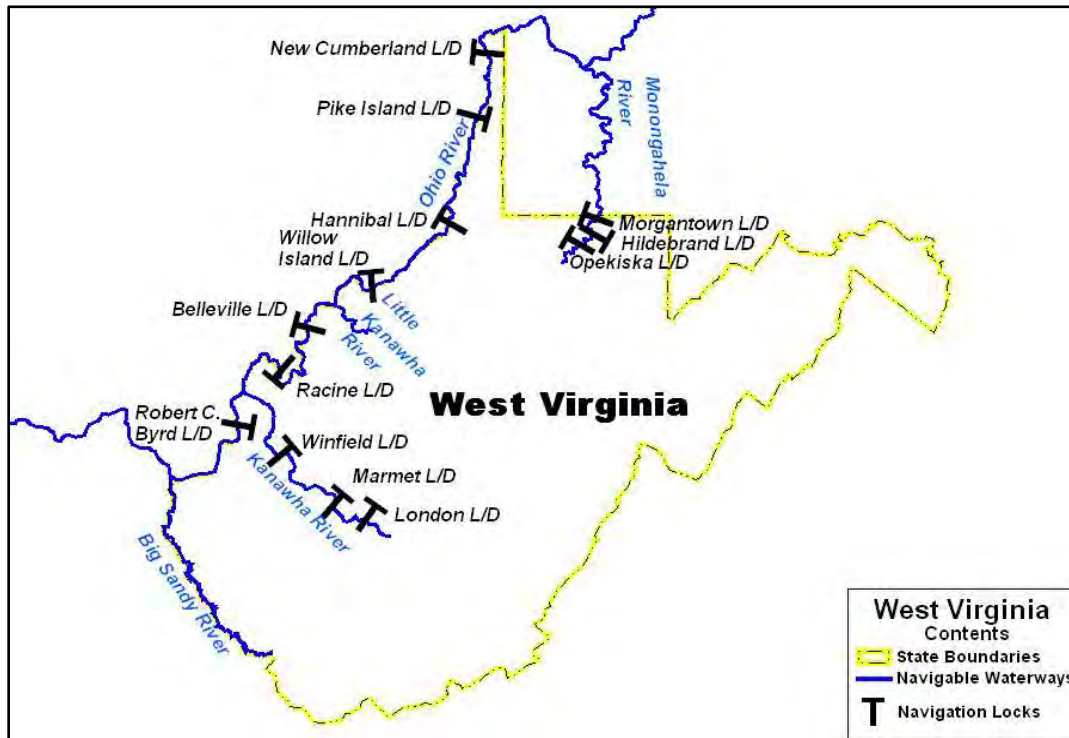 New Cumberland L/D
Pike Island L/D
Ohio River
Monongahela
River
Hannibal L/D
Morgantown L/D
Hildebrand L/D
Opekiska L/D
Willow
Island L/D
Little
Kanawha
River
Belleville L/D
Racine L/D
West Virginia
Robert C.
Byrd L/D
Winfield L/D
Kanawha River
Marmet L/D
London L/D
Big Sandy River
West Virginia
Contents
State Boundaries
Navigable Waterways
Navigation Locks